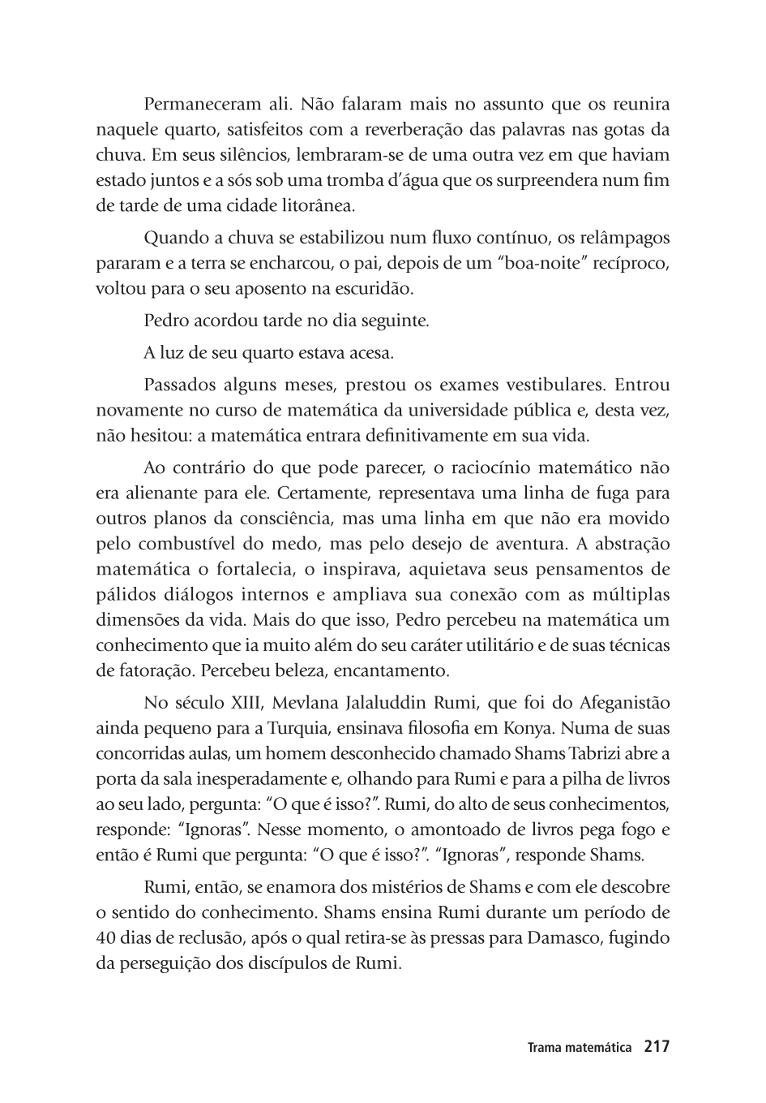 Permaneceram ali. Não falaram mais no assunto que os reunira
naquele quarto, satisfeitos com a reverberação das palavras nas gotas da
chuva. Em seus silêncios, lembraram-se de uma outra vez em que haviam
estado juntos e a sós sob uma tromba d’água que os surpreendera num fim
de tarde de uma cidade litorânea.
Quando a chuva se estabilizou num fluxo contínuo, os relâmpagos
pararam e a terra se encharcou, o pai, depois de um “boa-noite” recíproco,
voltou para o seu aposento na escuridão.
Pedro acordou tarde no dia seguinte.
A luz de seu quarto estava acesa.
Passados alguns meses, prestou os exames vestibulares. Entrou
novamente no curso de matemática da universidade pública e, desta vez,
não hesitou: a matemática entrara definitivamente em sua vida.
Ao contrário do que pode parecer, o raciocínio matemático não
era alienante para ele. Certamente, representava uma linha de fuga para
outros planos da consciência, mas uma linha em que não era movido
pelo combustível do medo, mas pelo desejo de aventura. A abstração
matemática o fortalecia, o inspirava, aquietava seus pensamentos de
pálidos diálogos internos e ampliava sua conexão com as múltiplas
dimensões da vida. Mais do que isso, Pedro percebeu na matemática um
conhecimento que ia muito além do seu caráter utilitário e de suas técnicas
de fatoração. Percebeu beleza, encantamento.
No século XIII, Mevlana Jalaluddin Rumi, que foi do Afeganistão
ainda pequeno para a Turquia, ensinava filosofia em Konya. Numa de suas
concorridas aulas, um homem desconhecido chamado Shams Tabrizi abre a
porta da sala inesperadamente e, olhando para Rumi e para a pilha de livros
ao seu lado, pergunta: “O que é isso?”. Rumi, do alto de seus conhecimentos,
responde: “Ignoras”. Nesse momento, o amontoado de livros pega fogo e
então é Rumi que pergunta: “O que é isso?”. “Ignoras”, responde Shams.
Rumi, então, se enamora dos mistérios de Shams e com ele descobre
o sentido do conhecimento. Shams ensina Rumi durante um período de
40 dias de reclusão, após o qual retira-se às pressas para Damasco, fugindo
da perseguição dos discípulos de Rumi.
Trama matemática 217